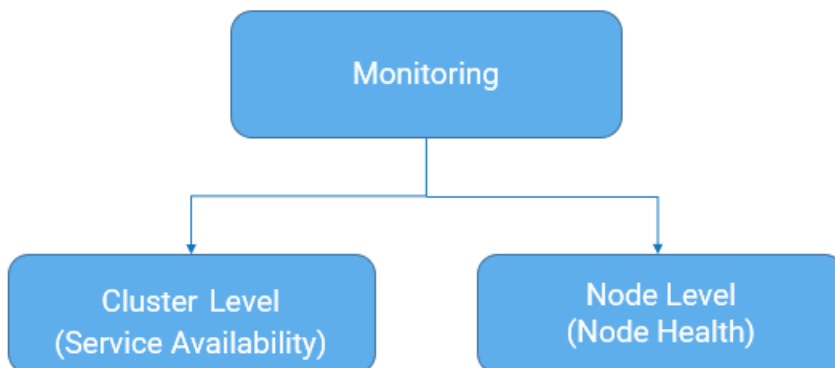 Monitoring
Cluster Level
(Service Availability)
Node Level
(Node Health)